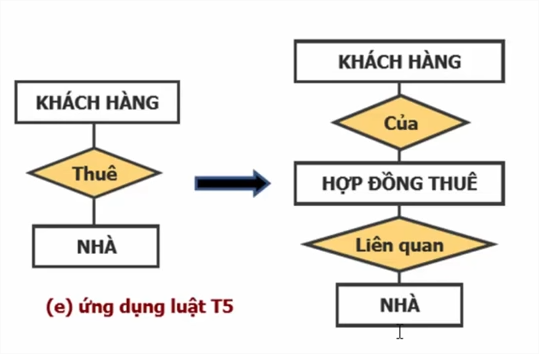 KHÁCH HÀNG
Thuê
NHÀ
(e) ứng dụng luật T5
KHÁCH HÀNG
Của
HỢP ĐỒNG THUÊ
Liên quan
NHÀ